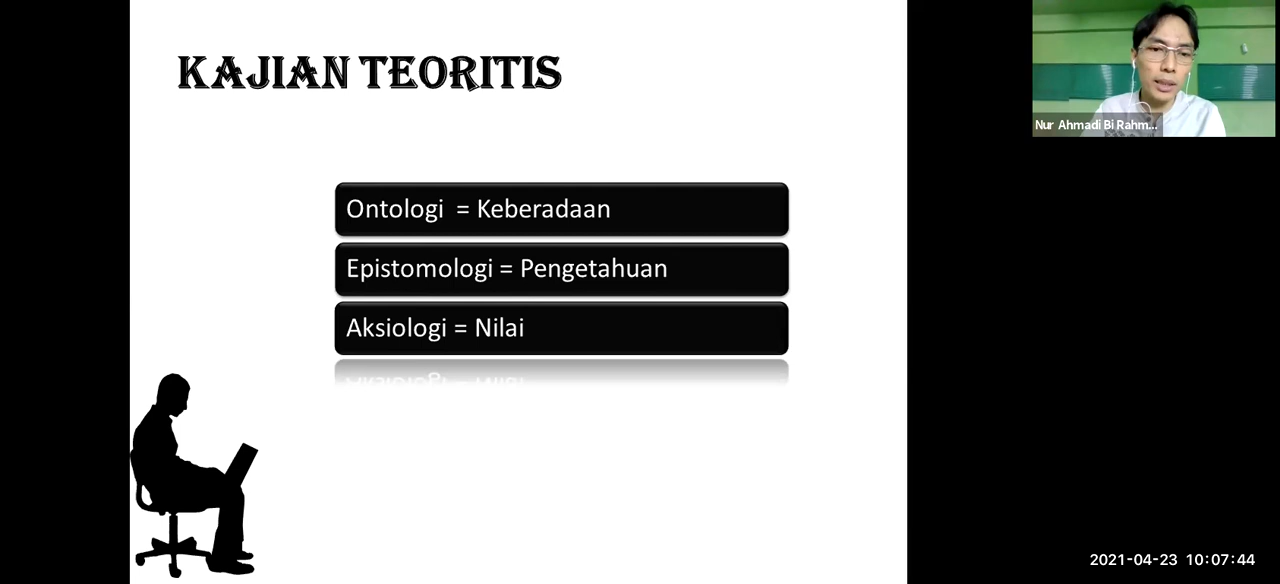 KAJIAN TEORITIS
Ontologi = Keberadaan
Epistomologi = Pengetahuan
Aksiologi = Nilai
Nur Ahmadi Bi Rahm...
2021-04-23 10:07:44